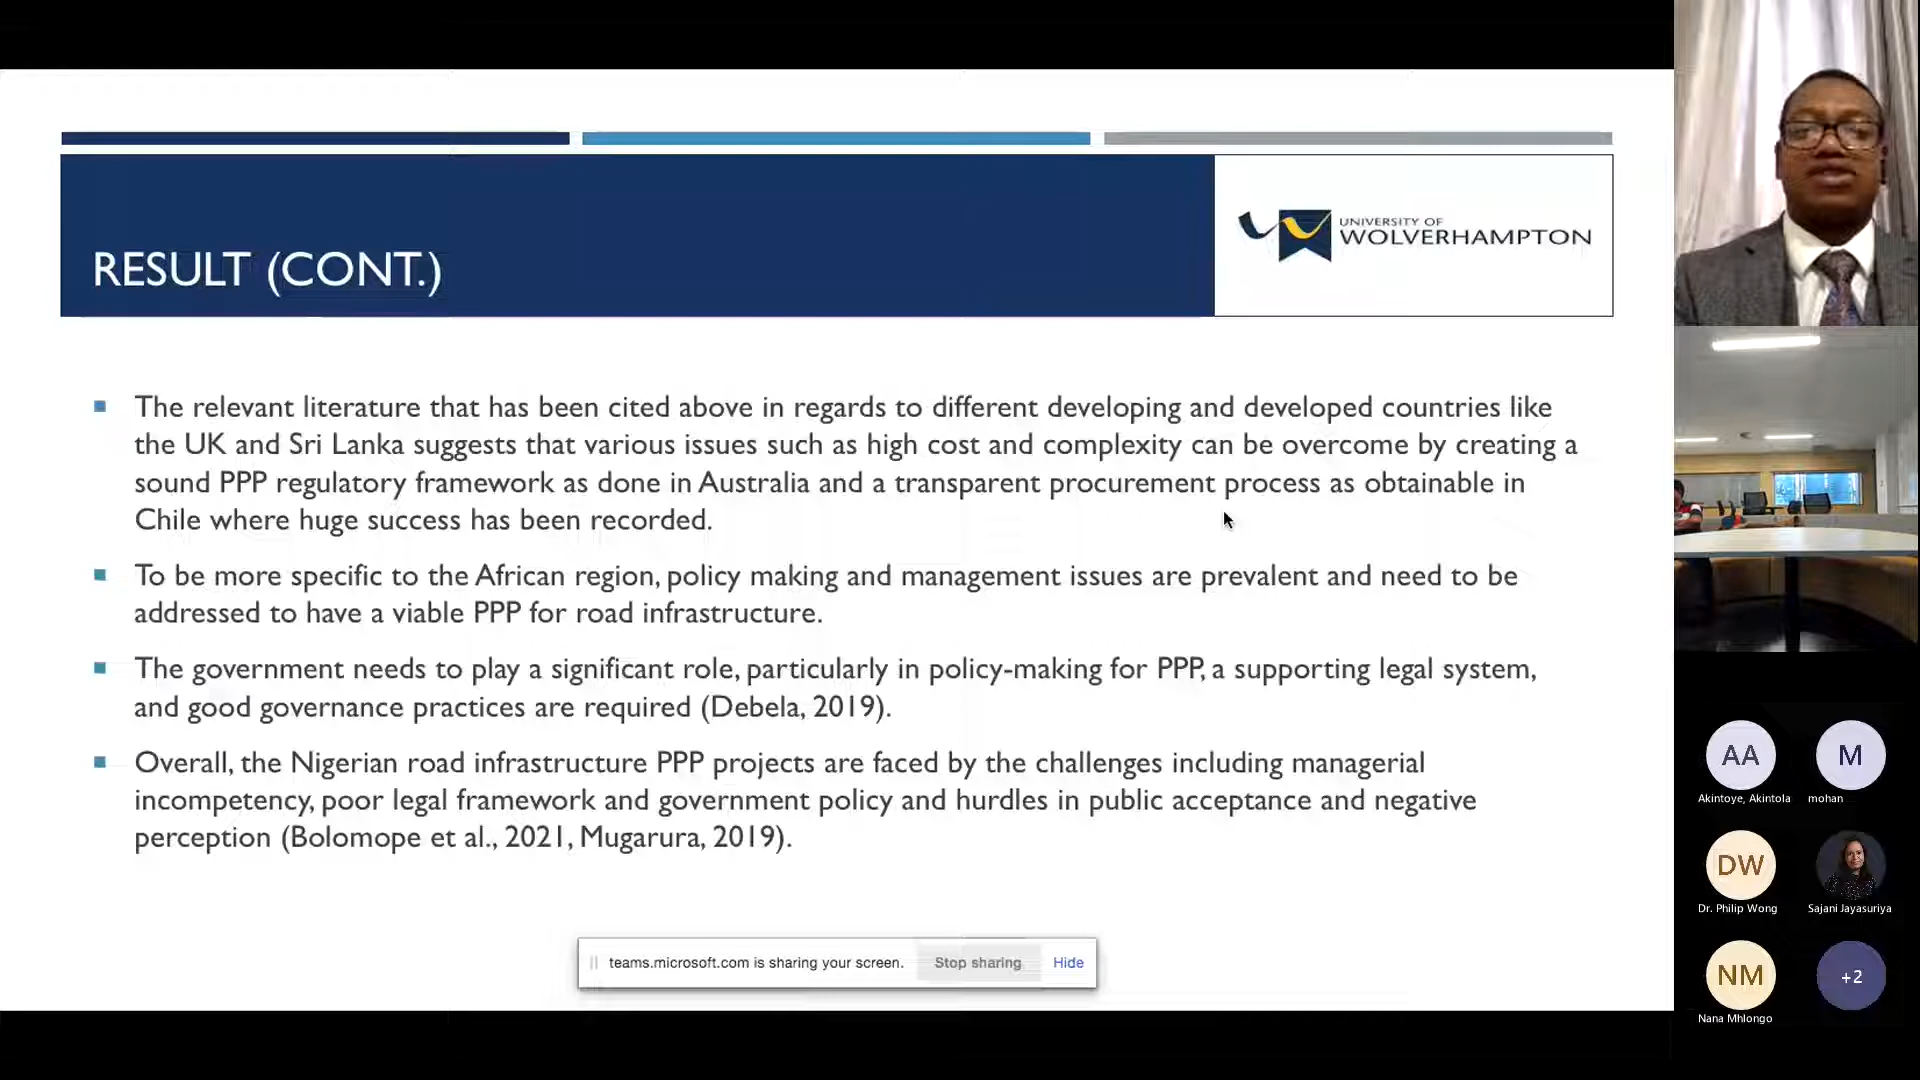 RESULT (CONT.)
UNIVERSITY OF
WOLVERHAMPTON
The relevant literature that has been cited above in regards to different developing and developed countries like
the UK and Sri Lanka suggests that various issues such as high cost and complexity can be overcome by creating a
sound PPP regulatory framework as done in Australia and a transparent procurement process as obtainable in
Chile where huge success has been recorded.
To be more specific to the African region, policy making and management issues are prevalent and need to be
addressed to have a viable PPP for road infrastructure.
The government needs to play a significant role, particularly in policy-making for PPP, a supporting legal system,
and good governance practices are required (Debela, 2019).
Overall, the Nigerian road infrastructure PPP projects are faced by the challenges including managerial
incompetency, poor legal framework and government policy and hurdles in public acceptance and negative
perception (Bolomope et al., 2021, Mugarura, 2019).
teams.microsoft.com is sharing your screen.
Stop sharing
Hide
AA
Akintoye, Akintola
M
mohan
DW
Dr. Philip Wong
Sajani Jayasuriya
NM
Nana Mhlongo
+2